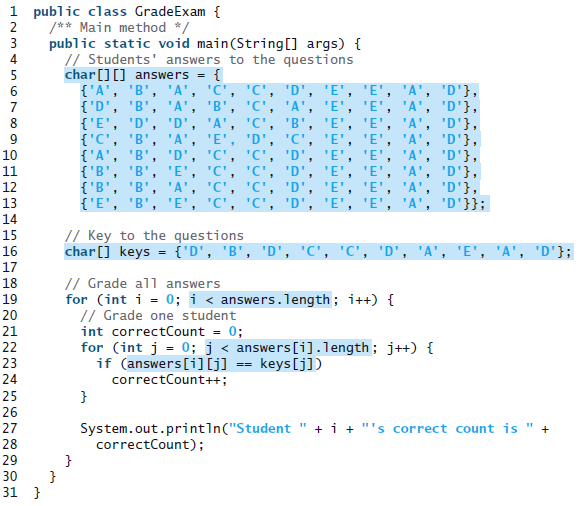 1 public class GradeExam {
2 /** Main method */
3 public static void main(String[] args) {
4 // Students' answers to the questions
5 char[][] answers = {
6 {'A', 'B', 'A', 'C', 'C', 'D', 'E', 'E', 'A', 'D'},
7 {'D', 'B', 'A', 'B', 'C', 'A', 'E', 'E', 'A', 'D'},
8 {'E', 'D', 'D', 'A', 'C', 'B', 'E', 'E', 'A', 'D'},
9 {'C', 'B', 'A', 'E', 'D', 'C', 'E', 'E', 'A', 'D'},
10 {'A', 'B', 'D', 'C', 'C', 'D', 'E', 'E', 'A', 'D'},
11 {'B', 'B', 'E', 'C', 'C', 'D', 'E', 'E', 'A', 'D'},
12 {'B', 'B', 'A', 'C', 'C', 'D', 'E', 'E', 'A', 'D'},
13 {'E', 'B', 'E', 'C', 'C', 'D', 'E', 'E', 'A', 'D'}};
14
15 // Key to the questions
16 char[] keys = {'D', 'B', 'D', 'C', 'C', 'D', 'A', 'E', 'A', 'D'};
17
18 // Grade all answers
19 for (int i = 0; i < answers.length; i++) {
20 // Grade one student
21 int correctCount = 0;
22 for (int j = 0; j < answers[i].length; j++) {
23 if (answers[i][j] == keys[j])
24 correctCount++;
25 }
26
27 System.out.println("Student " + i + "'s correct count is " +
28 correctCount);
29 }
30 }
31 }